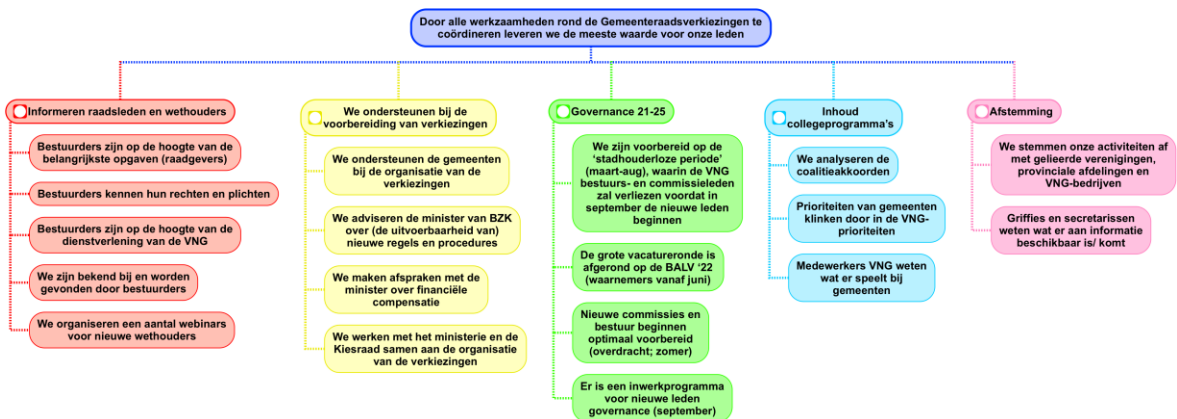 Door alle werkzaamheden rond de Gemeenteraadsverkiezingen te
coördineren leveren we de meeste waarde voor onze leden
Informeren raadsleden en wethouders
Bestuurders zijn op de hoogte van de
belangrijkste opgaven (raadgevers)
Bestuurders kennen hun rechten en plichten
Bestuurders zijn op de hoogte van de
dienstverlening van de VNG
We zijn bekend bij en worden
gevonden door bestuurders
We organiseren een aantal webinars
voor nieuwe wethouders
We ondersteunen bij de
voorbereiding van verkiezingen
We ondersteunen de gemeenten
bij de organisatie van de
verkiezingen
We adviseren de minister van BZK
over (de uitvoerbaarheid van)
nieuwe regels en procedures
We maken afspraken met de
minister over financiële
compensatie
We werken met het ministerie en de
Kiesraad samen aan de organisatie
van de verkiezingen
Governance 21-25
We zijn voorbereid op de
‘stadhouderloze periode’
(maart-aug), waarin de VNG
bestuurs- en commissieleden
zal verliezen voordat in
september de nieuwe leden
beginnen
De grote vacatureronde is
afgerond op de BALV ‘22
(waarnemers vanaf juni)
Nieuwe commissies en
bestuur beginnen
optimaal voorbereid
(overdracht; zomer)
Er is een inwerkprogramma
voor nieuwe leden
governance (september)
Inhoud
collegeprogramma's
We analyseren de
coalitieakkoorden
Prioriteiten van gemeenten
klinken door in de VNG-
prioriteiten
Medewerkers VNG weten
wat er speelt bij
gemeenten
Afstemming
We stemmen onze activiteiten af
met gelieerde verenigingen,
provinciale afdelingen en
VNG-bedrijven
Griffies en secretarissen
weten wat er aan informatie
beschikbaar is/ komt